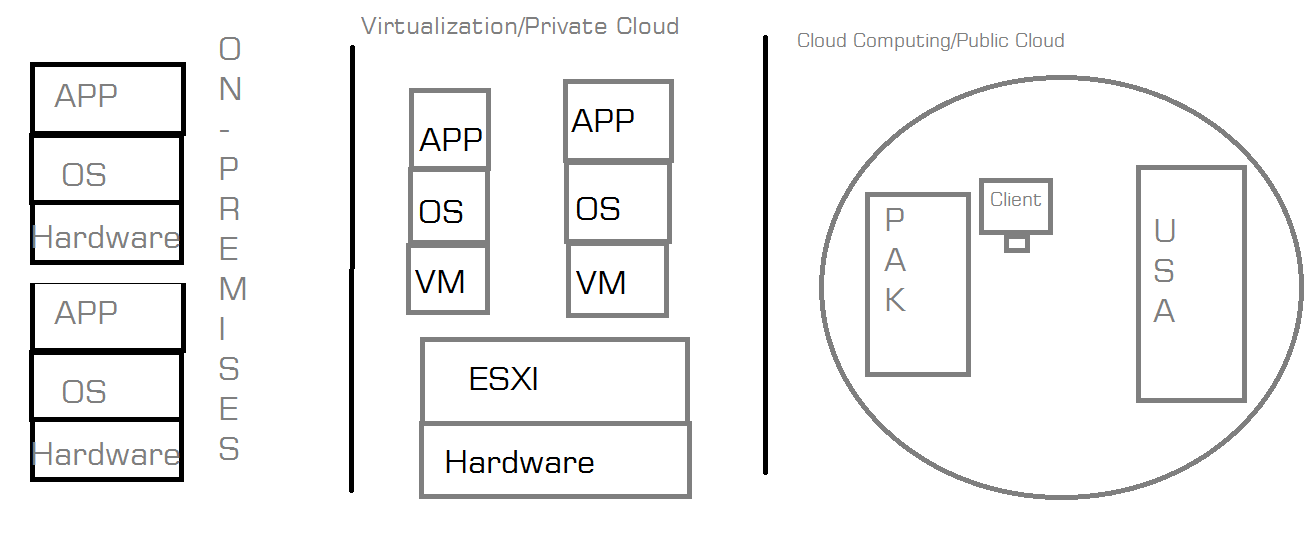 APP
OS
Hardware
APP
OS
Hardware
ON-PREMISES
Virtualization/Private Cloud
APP
OS
VM
APP
OS
VM
ESXI
Hardware
Cloud Computing/Public Cloud
PAK
Client
USA